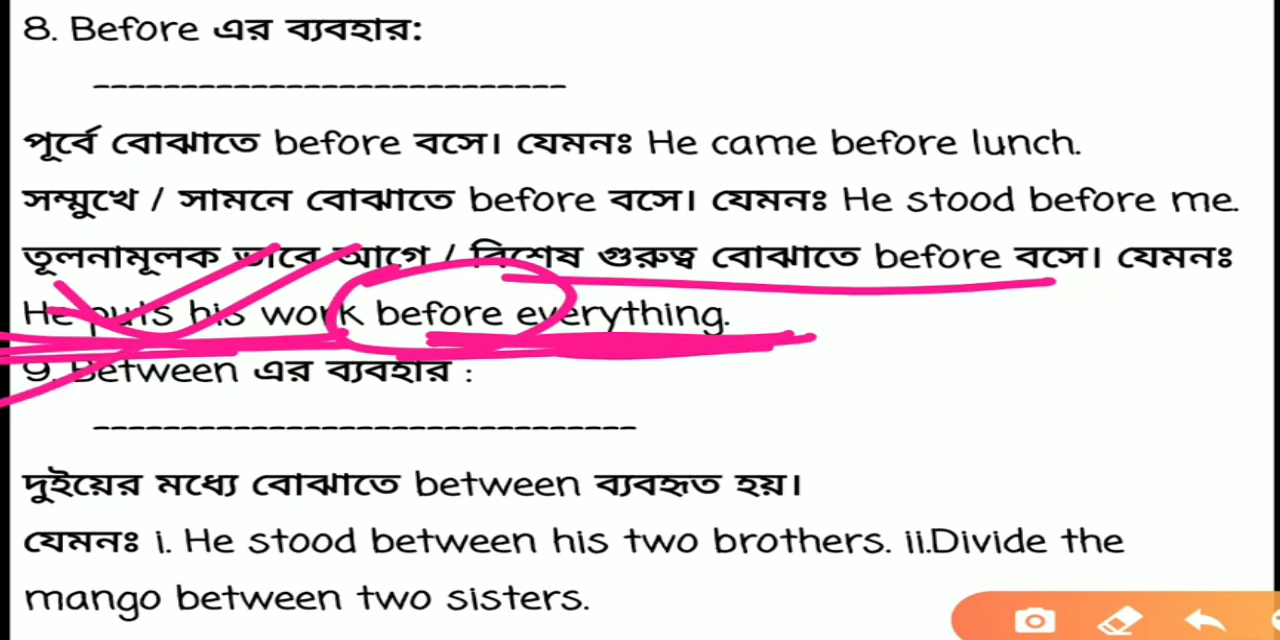 8. Before এর ব্যবহার:
---------------------------
পূর্বে বোঝাতে before বসে। যেমনঃ He came before lunch.
সম্মুখে / সামনে বোঝাতে before বসে। যেমনঃ He stood before me.
তূলনামূলক ভাবে আগে / বিশেষ গুরুত্ব বোঝাতে before বসে। যেমনঃ
He puts his work before everything.
9. Between এর ব্যবহার :
-------------------------------
দুইয়ের মধ্যে বোঝাতে between ব্যবহৃত হয়।
যেমনঃ i. He stood between his two brothers. ii.Divide the
mango between two sisters.